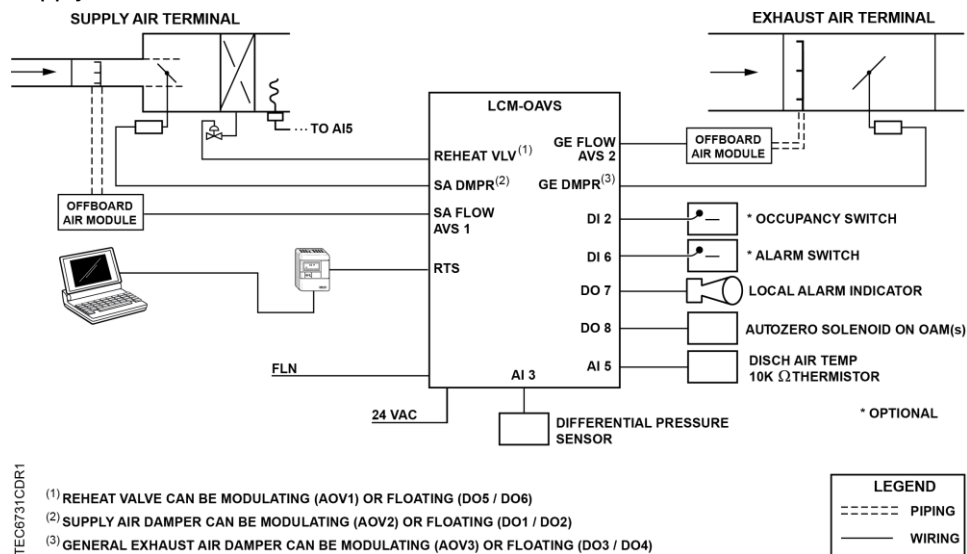 SUPPLY AIR TERMINAL
EXHAUST AIR TERMINAL
TO AI5
LCM-OAVS
REHEAT VLV(1)
SA DMPR(2)
SA FLOW
AVS 1
RTS
GE FLOW
AVS 2
GE DMPR(3)
DI 2
DI 6
DO 7
DO 8
AI 5
AI 3
OFFBOARD
AIR MODULE
OFFBOARD
AIR MODULE
* OCCUPANCY SWITCH
* ALARM SWITCH
LOCAL ALARM INDICATOR
AUTOZERO SOLENOID ON OAM(s)
DISCH AIR TEMP
10K Ω THERMISTOR
FLN
24 VAC
DIFFERENTIAL PRESSURE
SENSOR
* OPTIONAL
TEC6731CDR1
(1) REHEAT VALVE CAN BE MODULATING (AOV1) OR FLOATING (DO5 / DO6)
(2) SUPPLY AIR DAMPER CAN BE MODULATING (AOV2) OR FLOATING (DO1 / DO2)
(3) GENERAL EXHAUST AIR DAMPER CAN BE MODULATING (AOV3) OR FLOATING (DO3 / DO4)
LEGEND
PIPING
WIRING